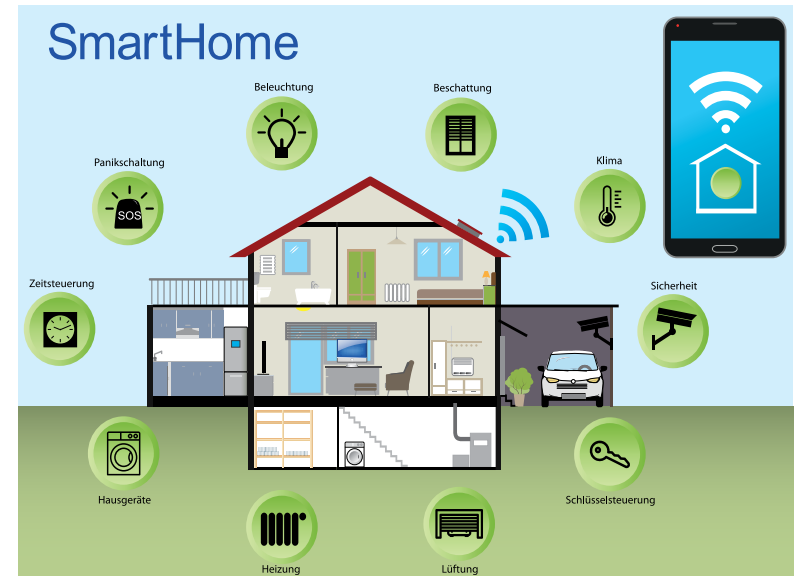 SmartHome
Beleuchtung
Beschattung
Panikschaltung
Klima
SOS
Zeitsteuerung
Sicherheit
Hausgeräte
Schlüsselsteuerung
Heizung
Lüftung